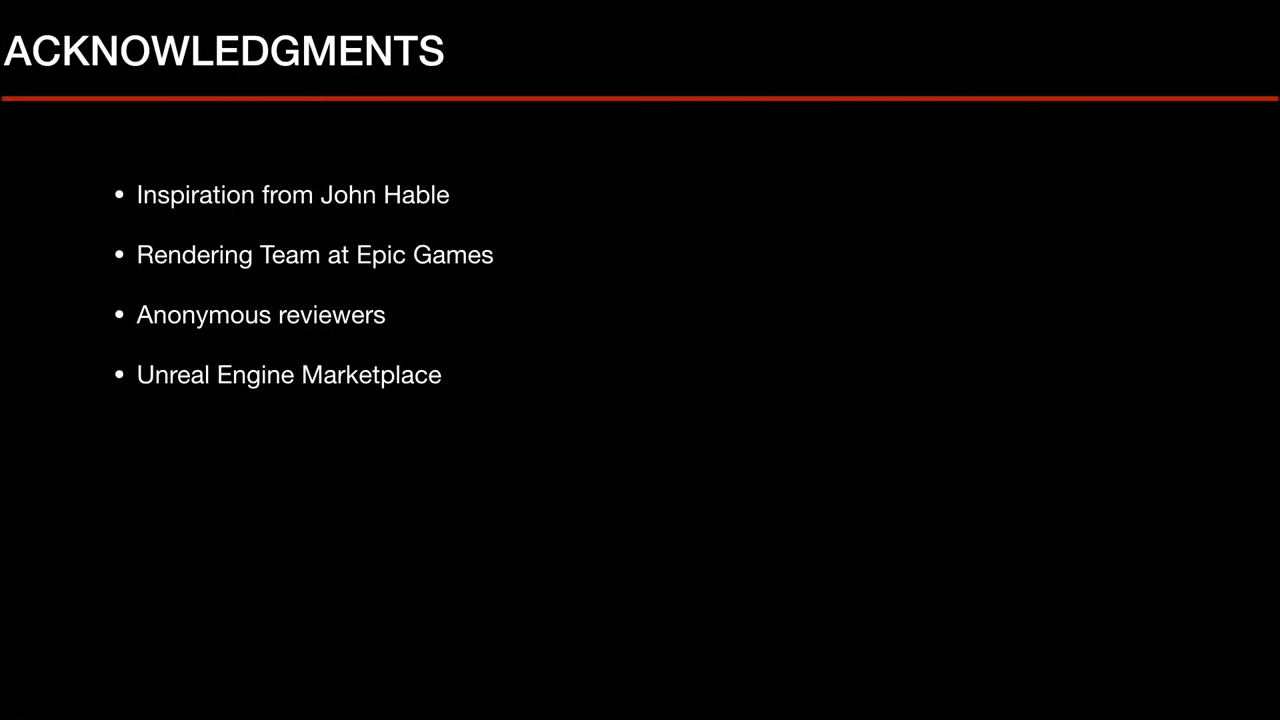 ACKNOWLEDGMENTS
• Inspiration from John Hable
• Rendering Team at Epic Games
• Anonymous reviewers
• Unreal Engine Marketplace